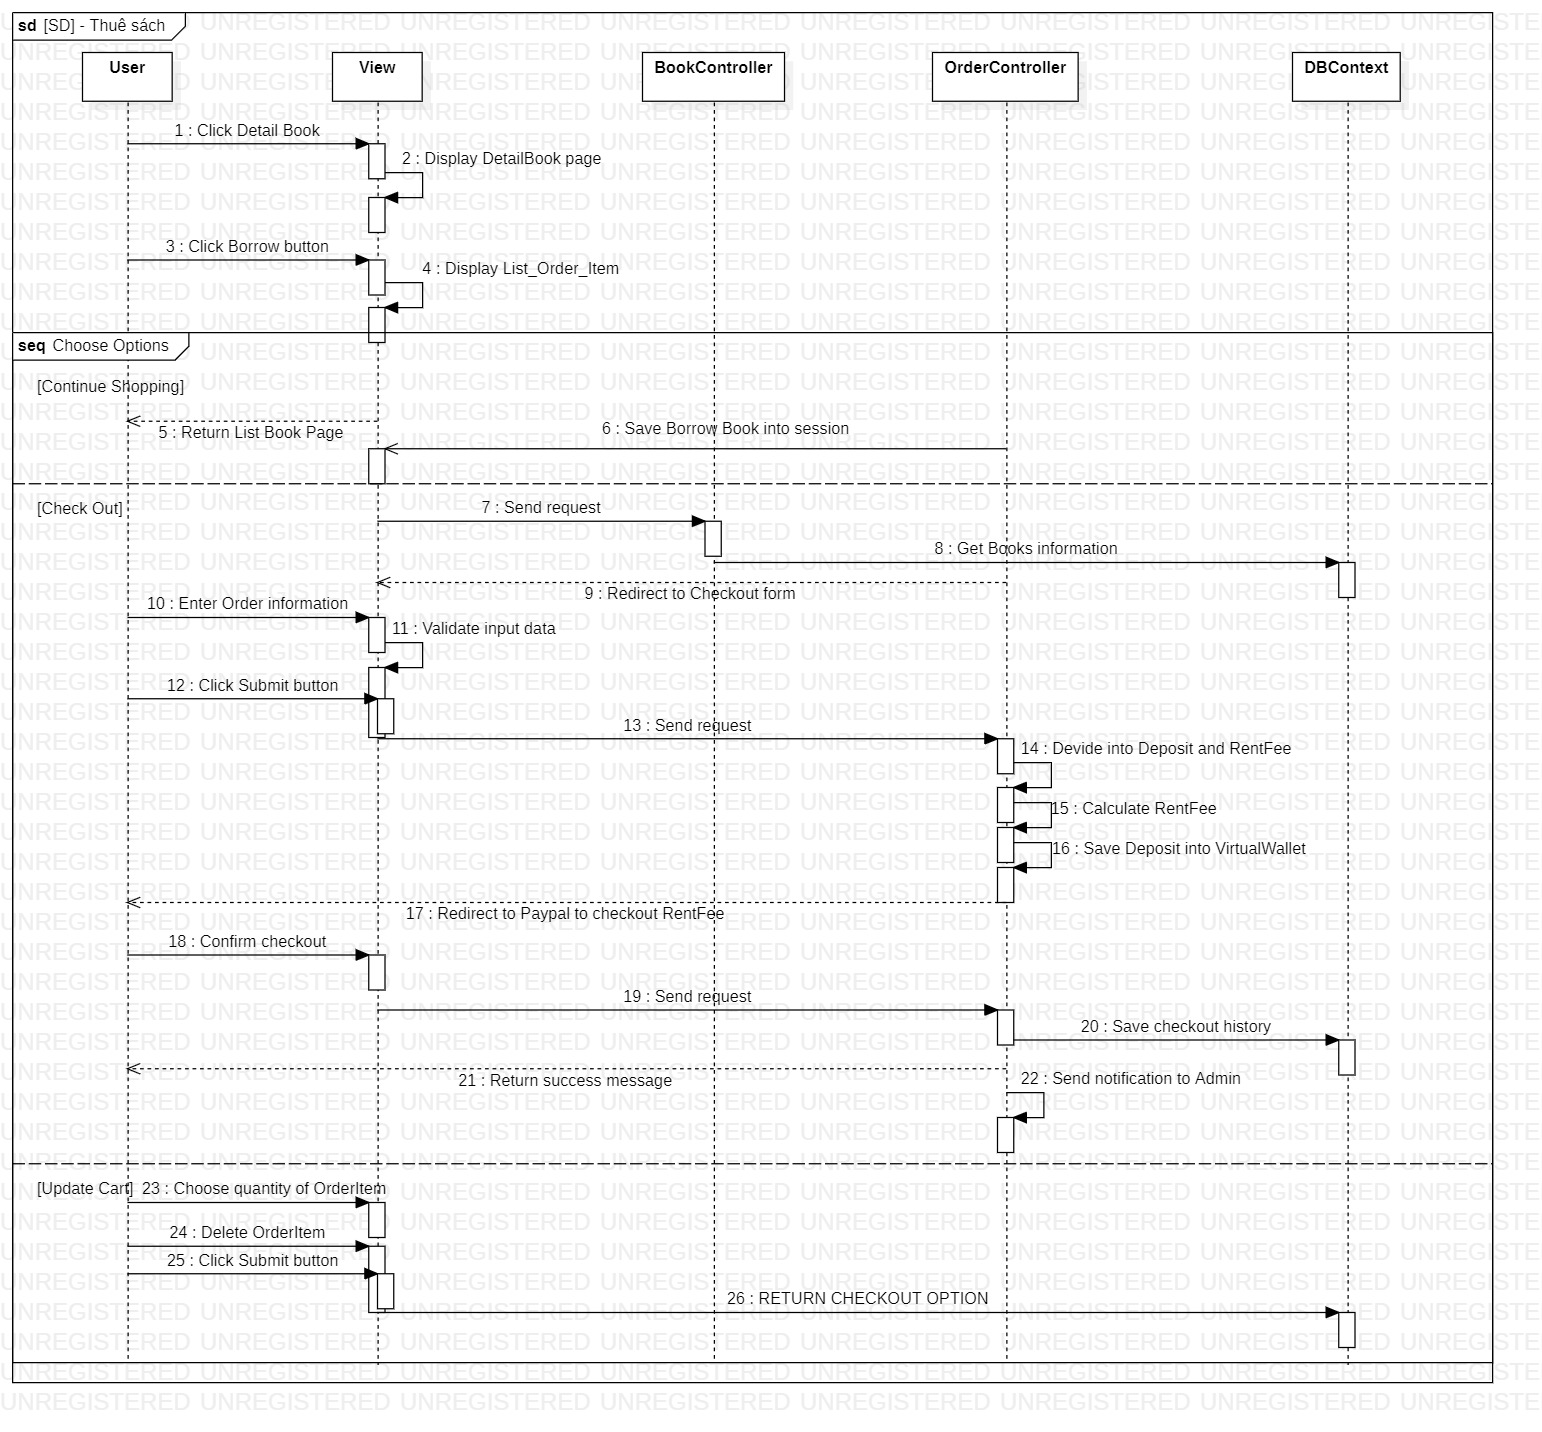 sd [SD] - Thuê sách
User
View
BookController
OrderController
DBContext
1 : Click Detail Book
2 : Display DetailBook page
3 : Click Borrow button
4 : Display List_Order_Item
seq Choose Options
[Continue Shopping]
5 : Return List Book Page
6 : Save Borrow Book into session
[Check Out]
7 : Send request
8 : Get Books information
9 : Redirect to Checkout form
10 : Enter Order information
11 : Validate input data
12 : Click Submit button
13 : Send request
14 : Devide into Deposit and RentFee
15 : Calculate RentFee
16 : Save Deposit into VirtualWallet
17 : Redirect to Paypal to checkout RentFee
18 : Confirm checkout
19 : Send request
20 : Save checkout history
21 : Return success message
22 : Send notification to Admin
[Update Cart] 23 : Choose quantity of OrderItem
24 : Delete OrderItem
25 : Click Submit button
26 : RETURN CHECKOUT OPTION
UNREGISTERED